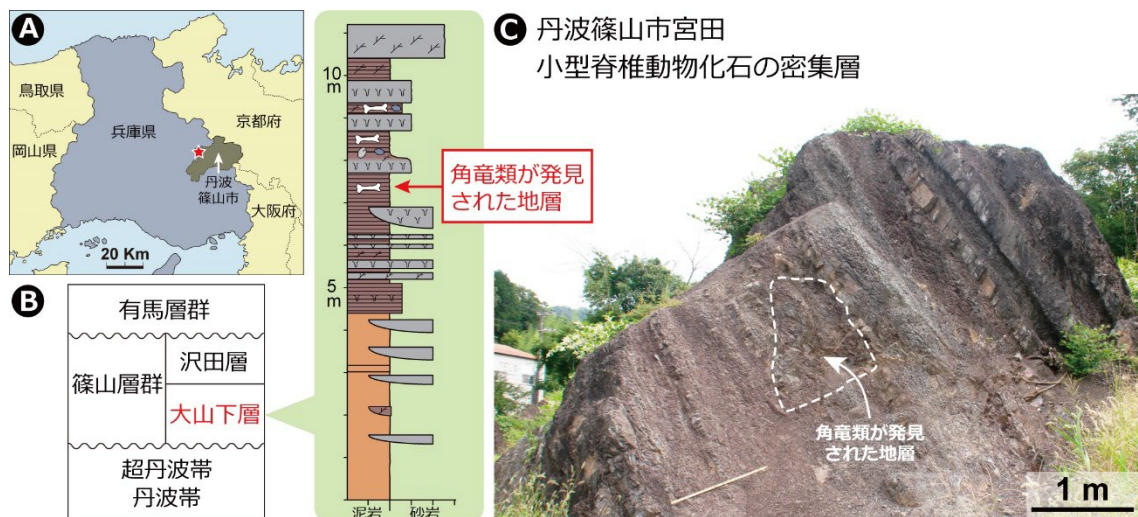 A
鳥取県
兵庫県
京都府
岡山県
丹波
篠山市
大阪府
20 Km
B
有馬層群
篠山層群
沢田層
大山下層
超丹波帯
丹波帯
10
m
5
m
泥岩
砂岩
角竜類が発見
された地層
C 丹波篠山市宮田
小型脊椎動物化石の密集層
角竜類が発見
された地層
1 m